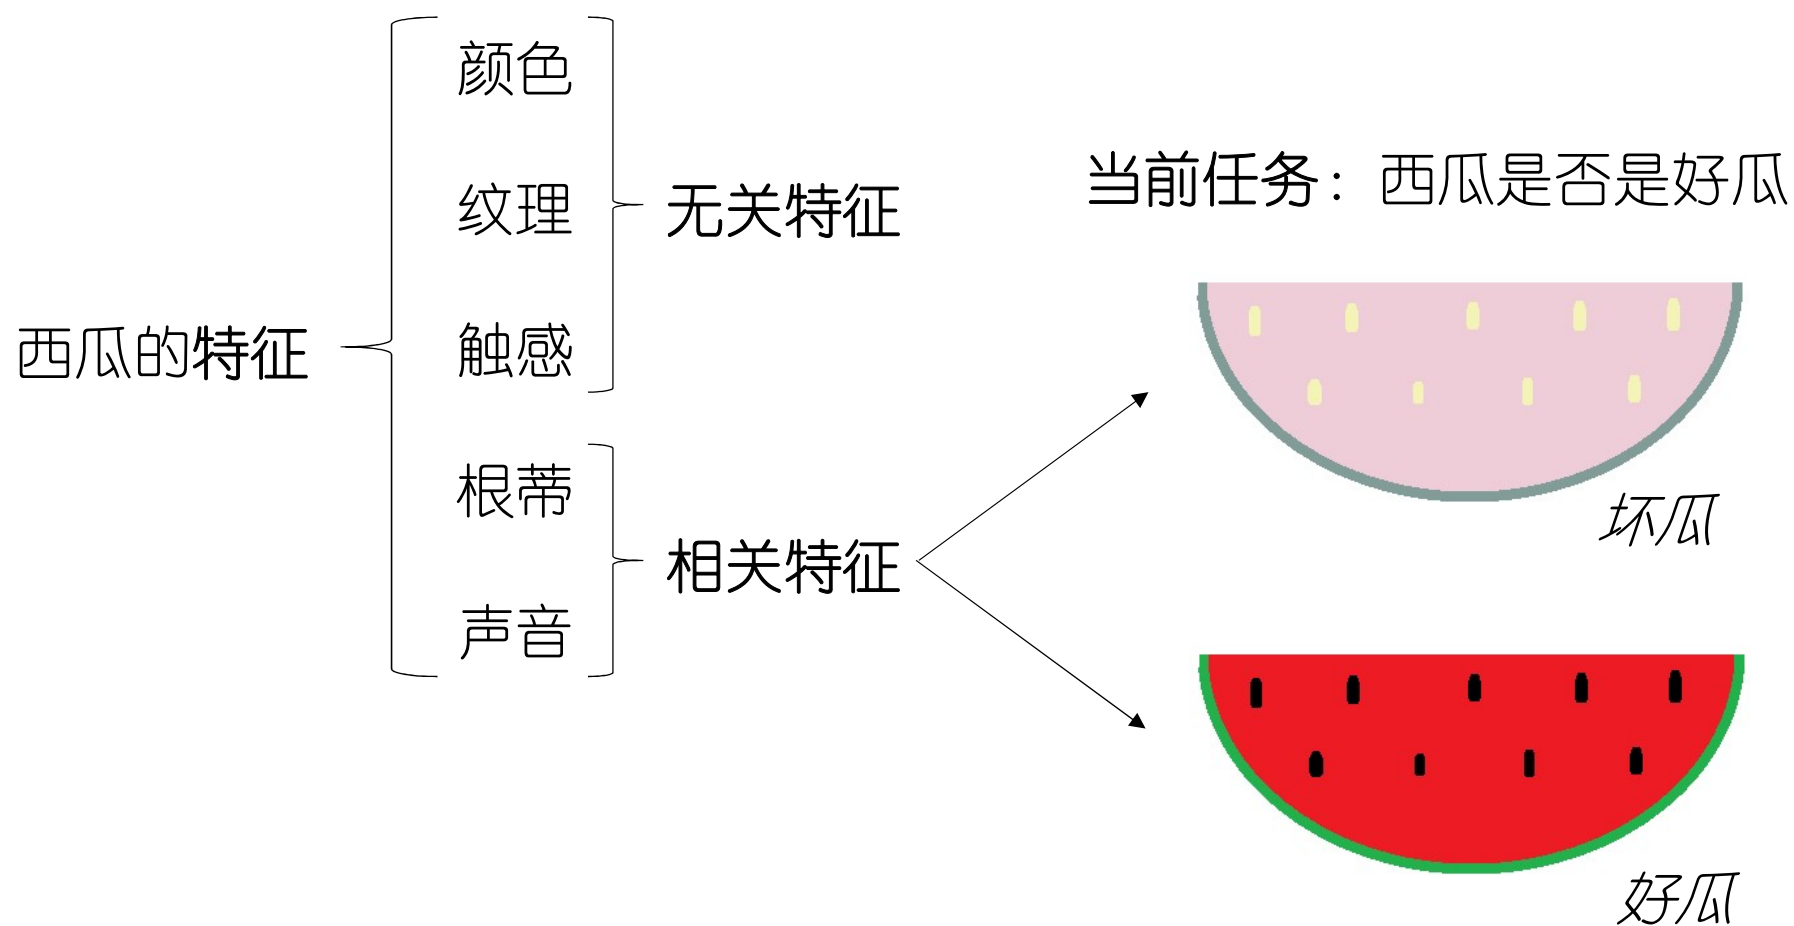 西瓜的特征
颜色
纹理
触感
根蒂
声音
无关特征
相关特征
当前任务：西瓜是否是好瓜
坏瓜
好瓜